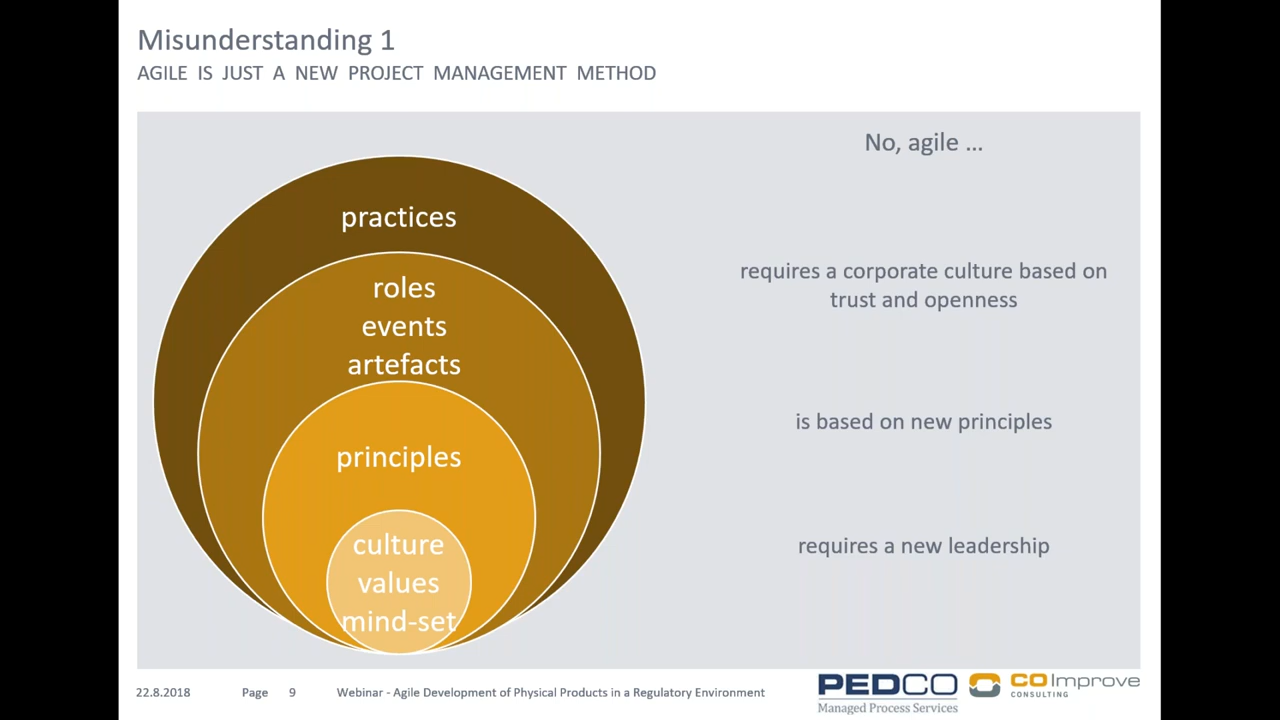 Misunderstanding 1
AGILE IS JUST A NEW PROJECT MANAGEMENT METHOD
practices
roles
events
artefacts
principles
culture
values
mind-set
No, agile ...
requires a corporate culture based on
trust and openness
is based on new principles
requires a new leadership
22.8.2018 Page 9 Webinar - Agile Development of Physical Products in a Regulatory Environment
PEDCO
Managed Process Services
COImprove
CONSULTING